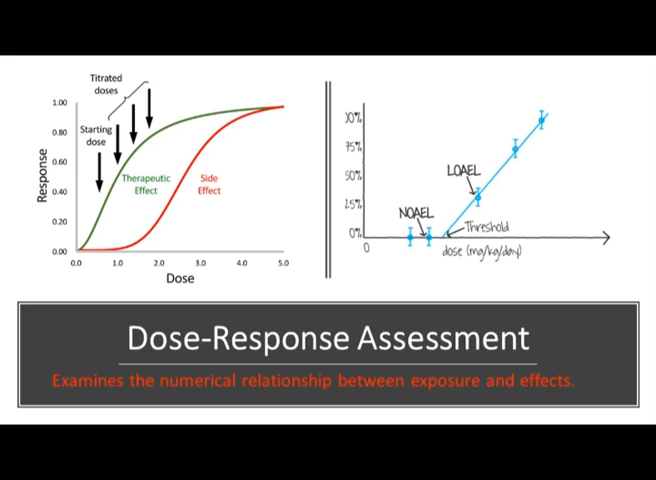 Titrated
doses
1.00
0.80
0.60
0.40
0.20
0.00
Response
Starting
dose
Therapeutic
Effect
Side
Effect
0.0 1.0 2.0 3.0 4.0 5.0
Dose
00%
75%
50%
25%
0%
LOAEL
NOAEL
Threshold
0
dose (mg/kg/day)
Dose-Response Assessment
Examines the numerical relationship between exposure and effects.